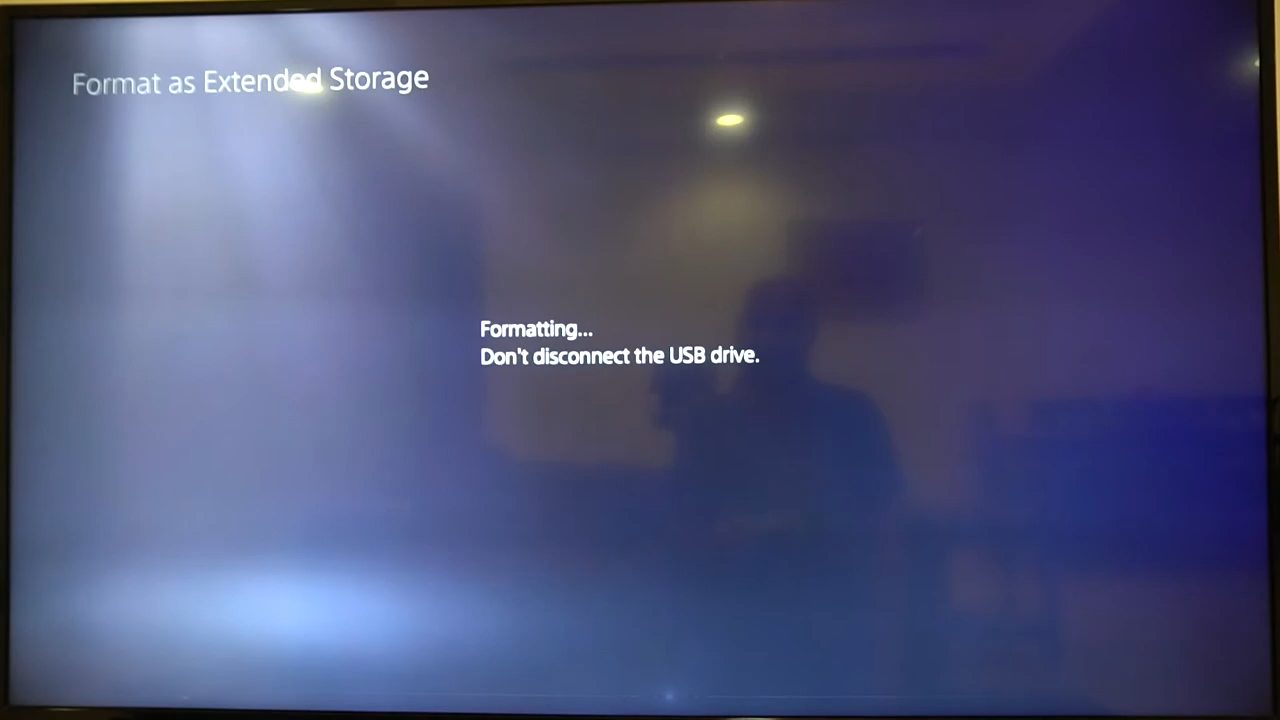 Format as Extended Storage
Formatting...
Don't disconnect the USB drive.